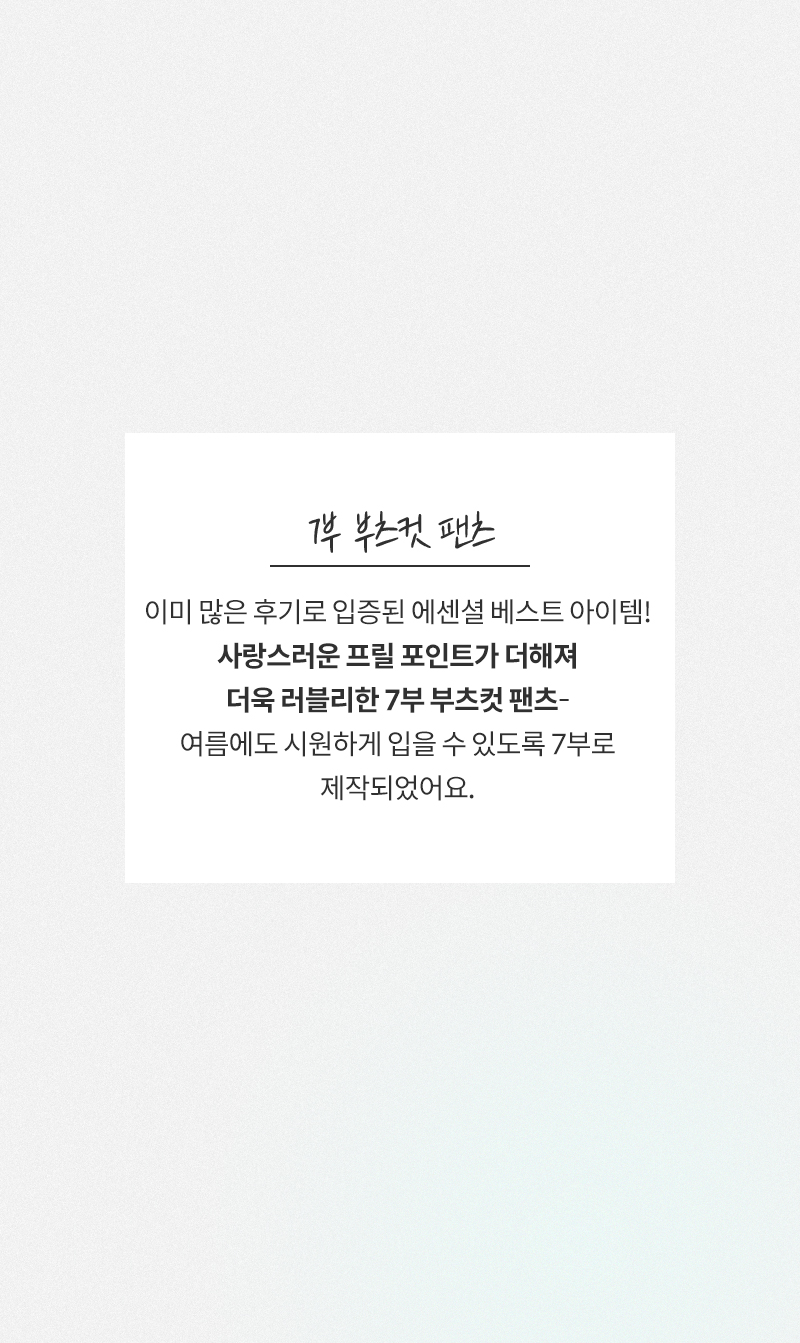 7부 부츠컷 팬츠
이미 많은 후기로 입증된 에센셜 베스트 아이템!
사랑스러운 프릴 포인트가 더해져
더욱 러블리한 7부 부츠컷 팬츠-
여름에도 시원하게 입을 수 있도록 7부로
제작되었어요.